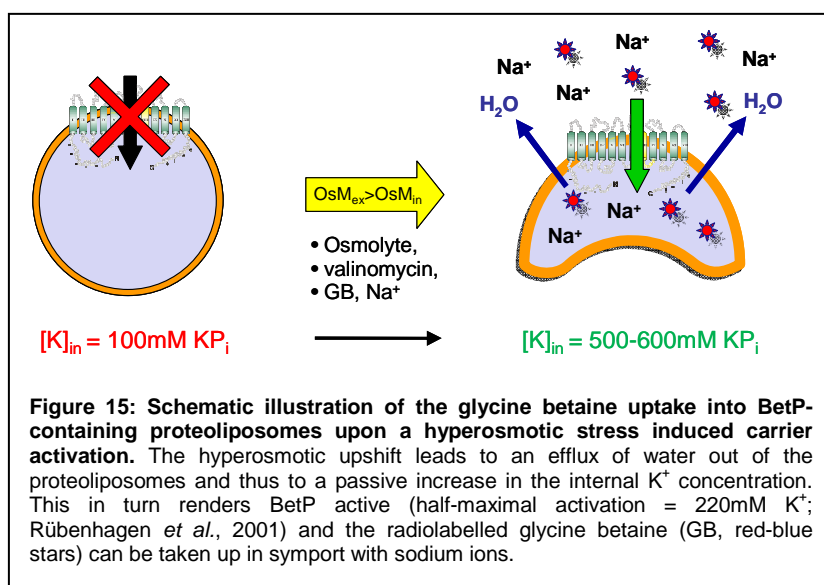 Na⁺
Na⁺
Na⁺
Na⁺
H₂O
H₂O
OsMₑₓ>OsMᵢₙ
Na⁺
Na⁺
• Osmolyte,
• valinomycin,
• GB, Na⁺
[K]ᵢₙ = 100mM KPᵢ
[K]ᵢₙ = 500-600mM KPᵢ
Figure 15: Schematic illustration of the glycine betaine uptake into BetP-
containing proteoliposomes upon a hyperosmotic stress induced carrier
activation. The hyperosmotic upshift leads to an efflux of water out of the
proteoliposomes and thus to a passive increase in the internal K⁺ concentration.
This in turn renders BetP active (half-maximal activation = 220mM K⁺;
Rübenhagen et al., 2001) and the radiolabelled glycine betaine (GB, red-blue
stars) can be taken up in symport with sodium ions.